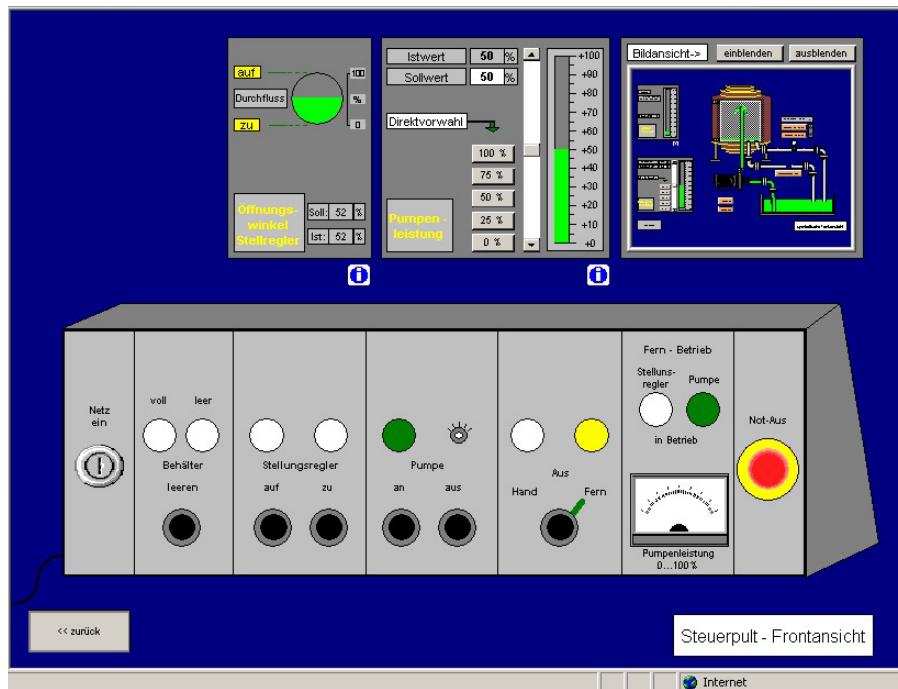 auf
Durchfluss
zu
100
%
0
Öffnungs-
winkel
Stellregler
Soll: 52 %
Ist: 52 %
Istwert 50 %
Sollwert 50 %
Direktvorwahl
100 %
75 %
50 %
25 %
0 %
Pumpen -
leistung
+100
+90
+80
+70
+60
+50
+40
+30
+20
+10
+0
Bildansicht->
einblenden
ausblenden
Netz
ein
voll leer
Behälter
leeren
Stellungsregler
auf zu
Pumpe
an aus
Aus
Hand Fern
Fern - Betrieb
Stelluns-
regler
Pumpe
in Betrieb
Pumpenleistung
0...100 %
Not-Aus
<< zurück
Steuerpult - Frontansicht
Internet